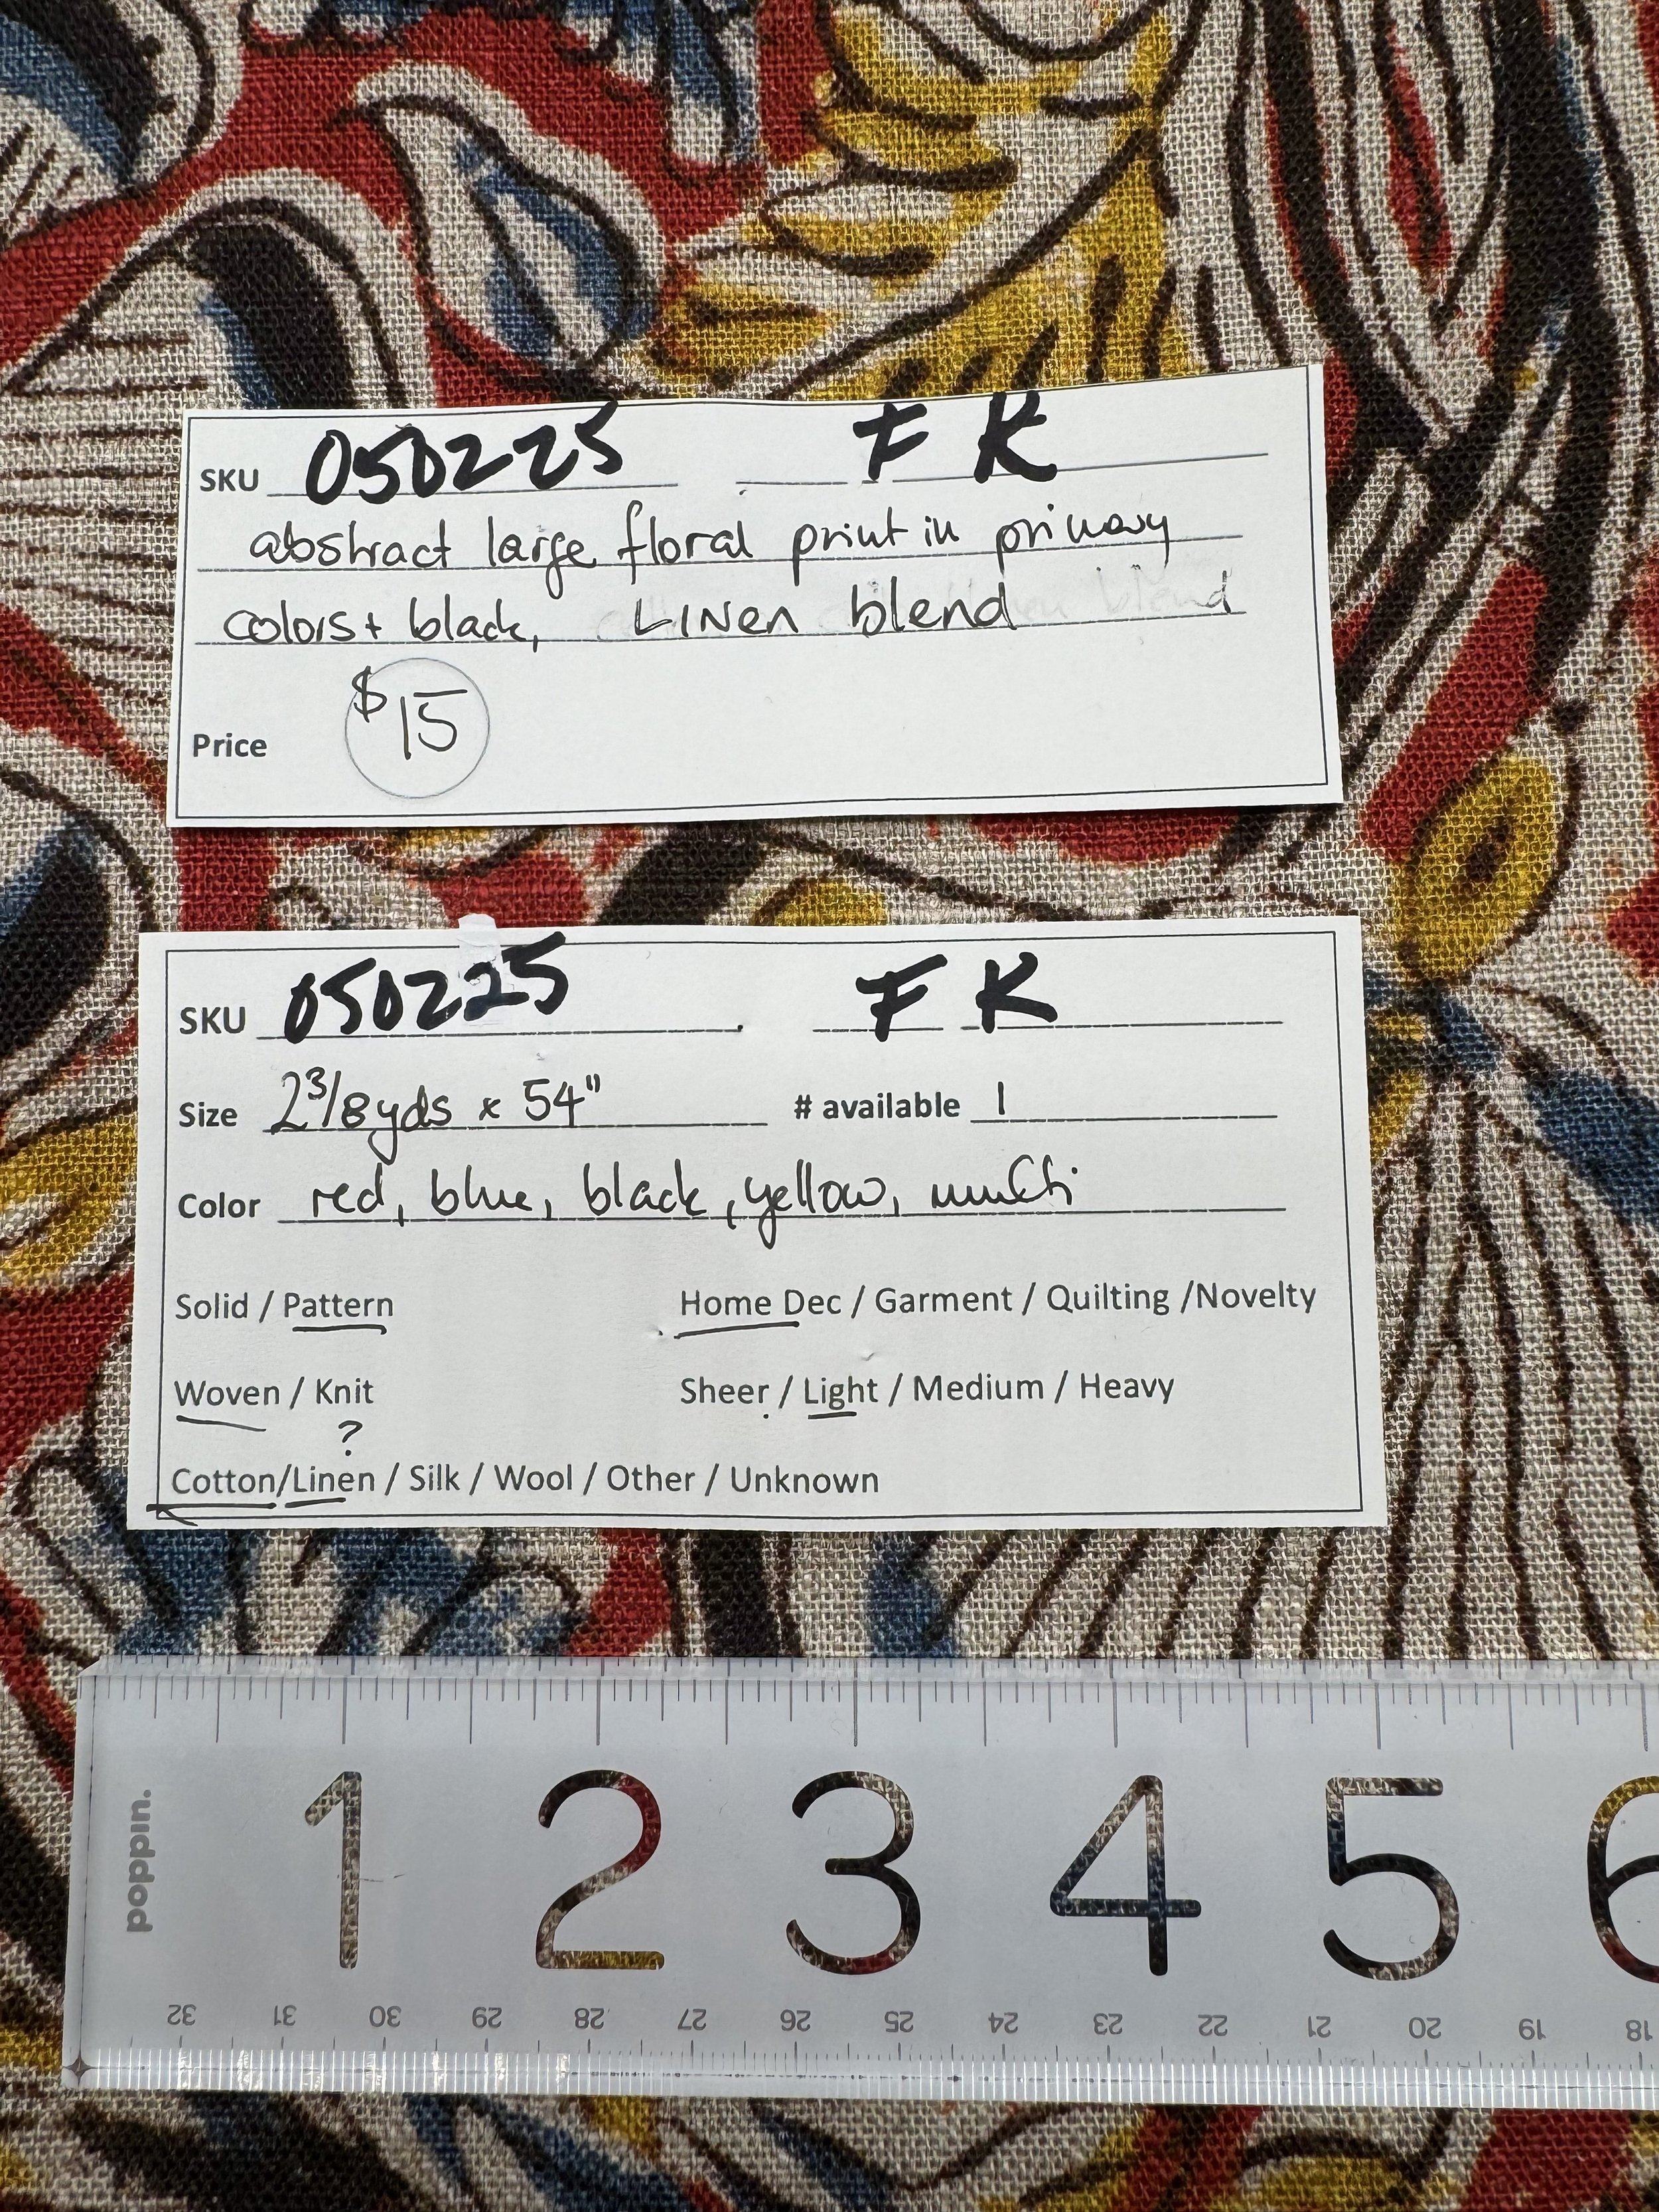 SKU 050225 FK
abstract large floral print in primary
colors + black, LINEN blend
Price $15
SKU 050225 FK
Size 2 3/8 yds x 54" # available 1
Color red, blue, black, yellow, multi
Solid / Pattern Home Dec / Garment / Quilting /Novelty
Woven / Knit Sheer / Light / Medium / Heavy
?
Cotton/Linen / Silk / Wool / Other / Unknown
poppin.
1 2 3 4 5 6
32 31 30 29 28 27 26 25 24 23 22 21 20 19 18